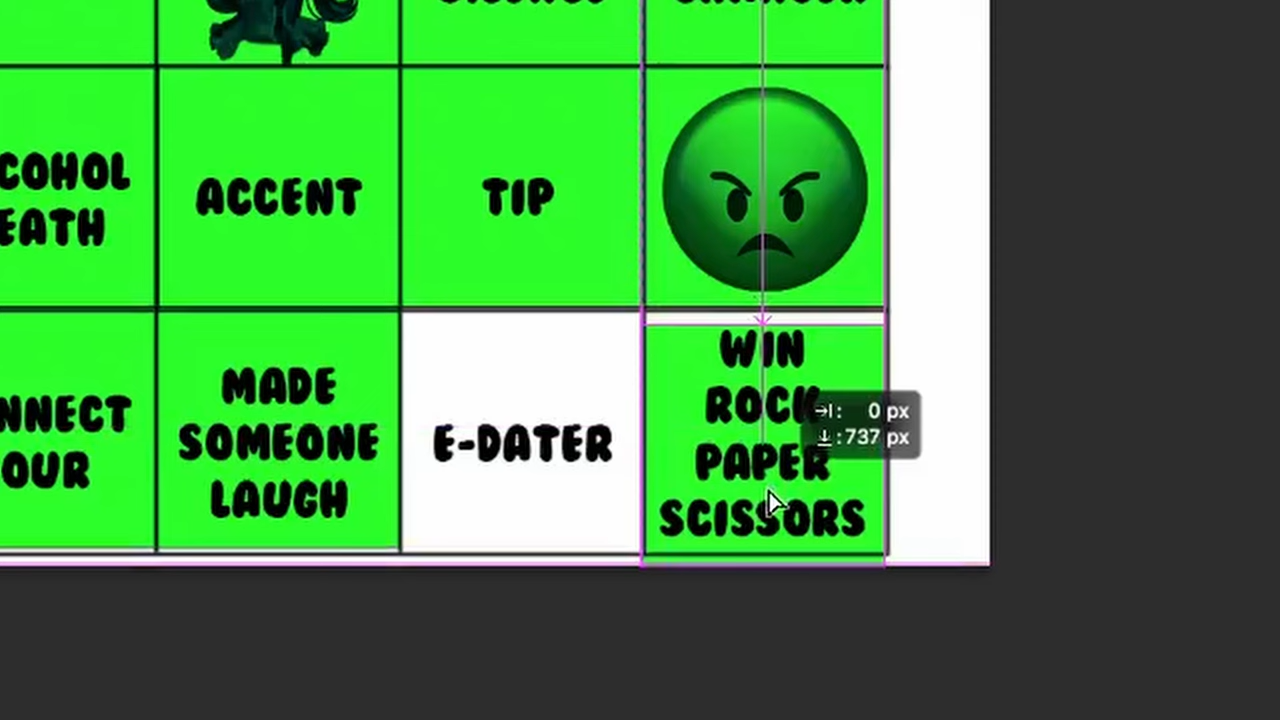 COHOL
EATH
ACCENT
TIP
NNECT
OUR
MADE
SOMEONE
LAUGH
E-DATER
WIN
ROCK
PAPER
SCISSORS
: 0 px
: 737 px